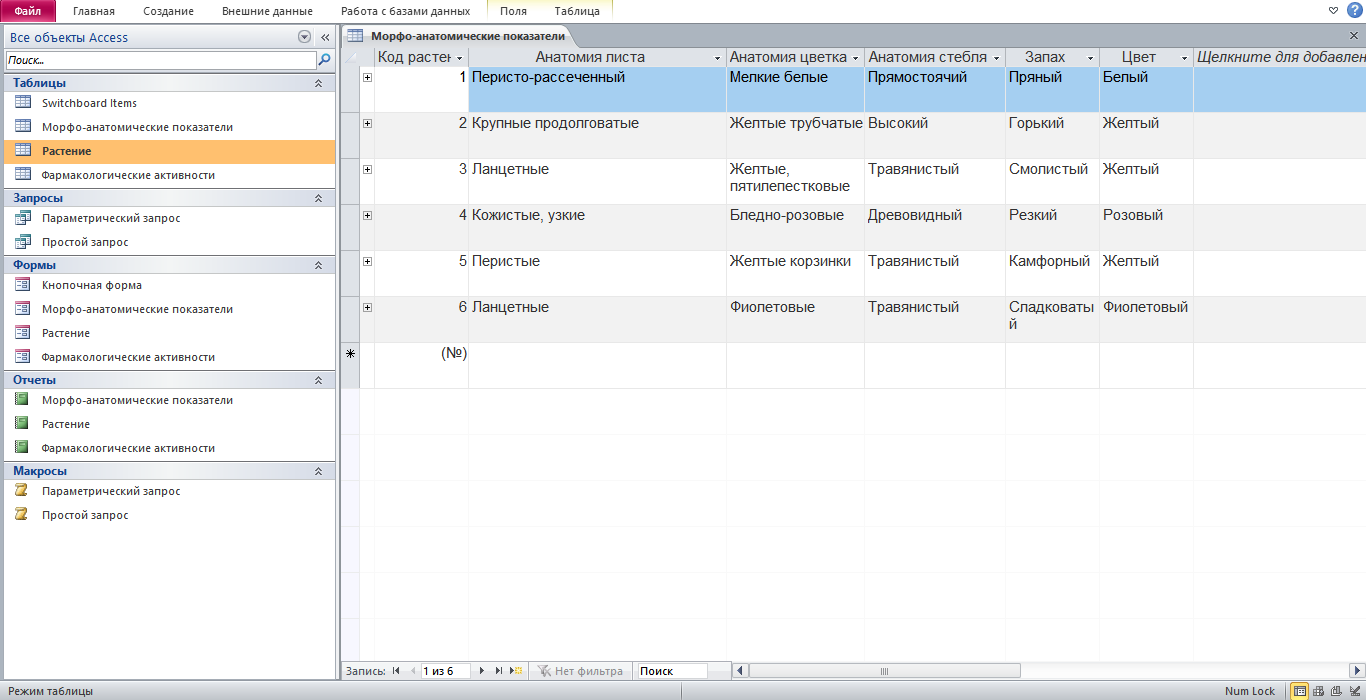 Файл Главная Создание Внешние данные Работа с базами данных Поля Таблица
Все объекты Access
Поиск...
Таблицы
Switchboard Items
Морфо-анатомические показатели
Растение
Фармакологические активности
Запросы
Параметрический запрос
Простой запрос
Формы
Кнопочная форма
Морфо-анатомические показатели
Растение
Фармакологические активности
Отчеты
Морфо-анатомические показатели
Растение
Фармакологические активности
Макросы
Параметрический запрос
Простой запрос
Морфо-анатомические показатели
Код растен Анатомия листа Анатомия цветка Анатомия стебля Запах Цвет Щелкните для добавлен
1 Перисто-рассеченный Мелкие белые Прямостоячий Пряный Белый
2 Крупные продолговатые Желтые трубчатые Высокий Горький Желтый
3 Ланцетные Желтые, Травянистый Смолистый Желтый
пятилепестковые
4 Кожистые, узкие Бледно-розовые Древовидный Резкий Розовый
5 Перистые Желтые корзинки Травянистый Камфорный Желтый
6 Ланцетные Фиолетовые Травянистый Сладковаты Фиолетовый
й
(№)
Запись: 1 из 6 Нет фильтра Поиск
Режим таблицы Num Lock